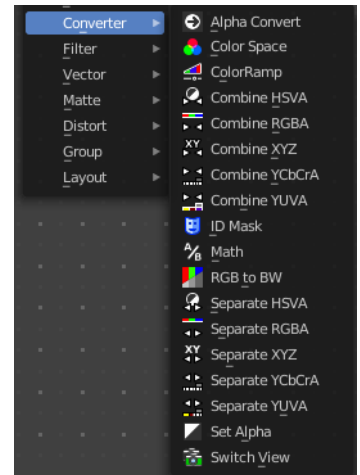 Converter
Filter
Vector
Matte
Distort
Group
Layout
Alpha Convert
Color Space
ColorRamp
Combine HSVA
Combine RGBA
Combine XYZ
Combine YCbCrA
Combine YUVA
ID Mask
Math
RGB to BW
Separate HSVA
Separate RGBA
Separate XYZ
Separate YCbCrA
Separate YUVA
Set Alpha
Switch View